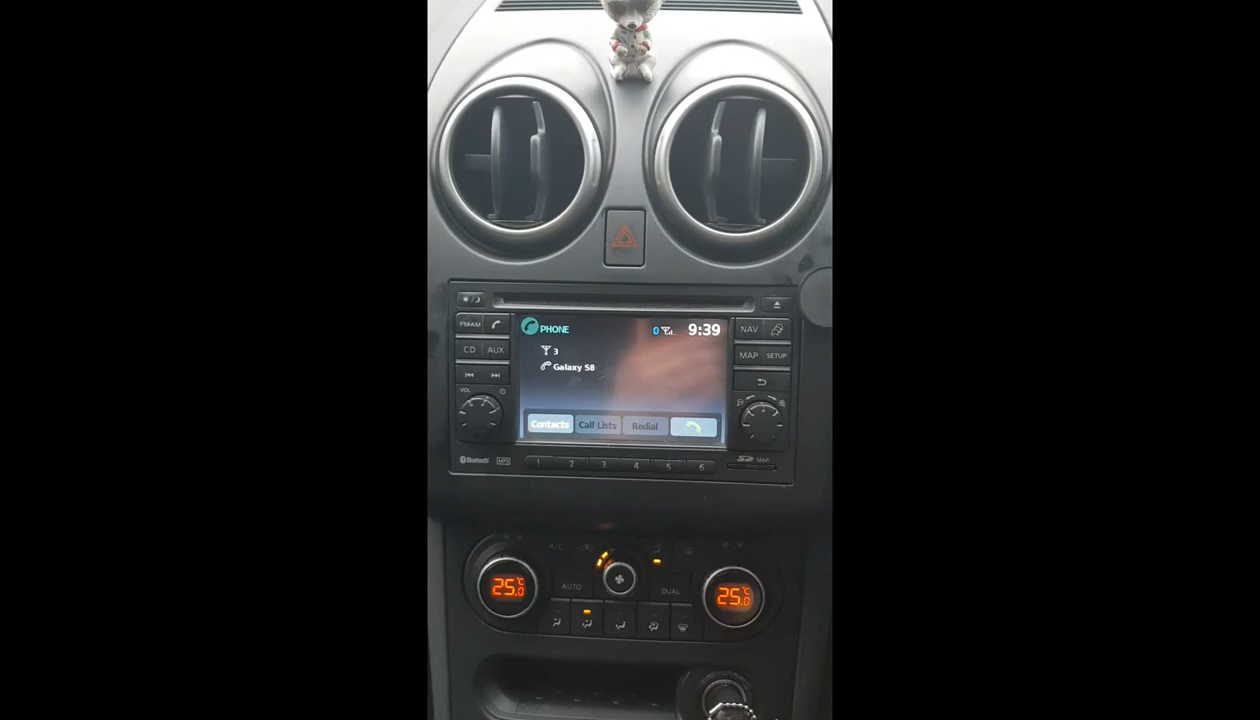 FM·AM
PHONE
9:39
NAV
3
CD AUX
MAP SETUP
Galaxy S8
VOL
Contacts Call Lists Redial
Bluetooth MP3
1 2 3 4 5 6
SD MAP
A/C
25.0°C
AUTO
DUAL
25.0°C